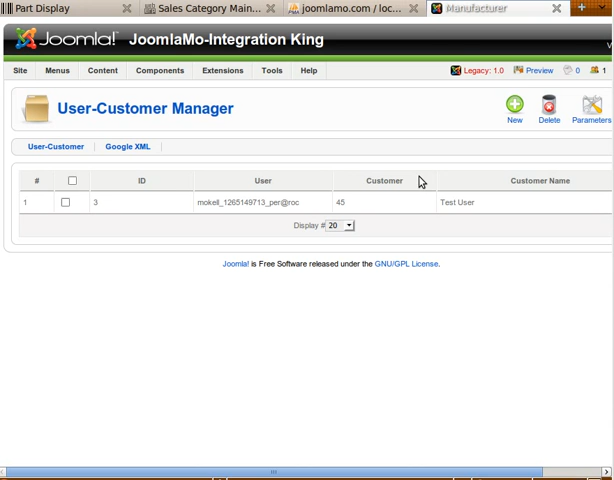 Part Display Sales Category Main... joomlamo.com / loc... Manufacturer
Joomla! JoomlaMo-Integration King
V
Site Menus Content Components Extensions Tools Help Legacy: 1.0 Preview 0 1
User-Customer Manager New Delete Parameters
User-Customer Google XML
# ID User Customer Customer Name
1 3 mokell_1265149713_per@roc 45 Test User
Display # 20
Joomla! is Free Software released under the GNU/GPL License.